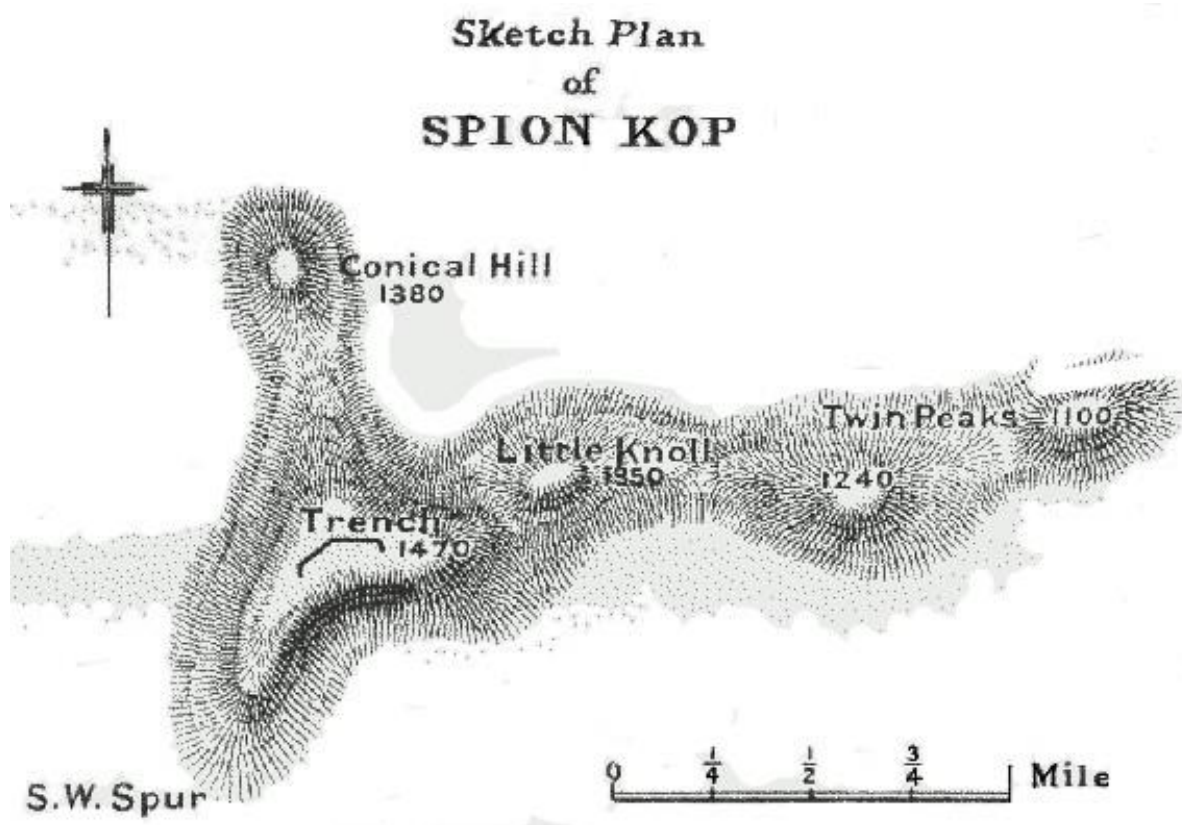 Sketch Plan
of
SPION KOP
Conical Hill
1380
Twin Peaks 1100
Little Knoll
1350
1240
Trench
1470
S.W. Spur
0 1/4 1/2 3/4 Mile